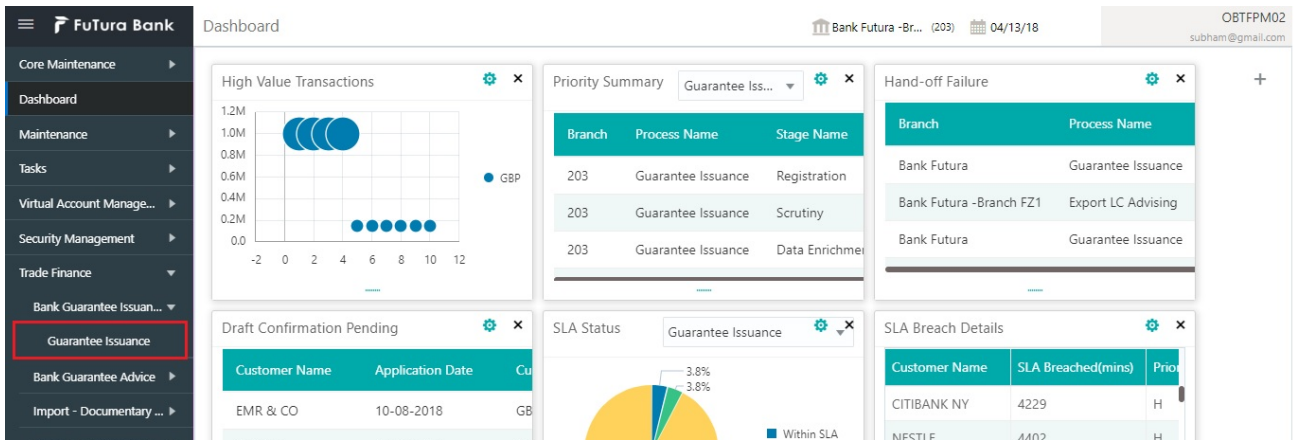 FuTura Bank
Dashboard
Bank Futura -Br... (203)
04/13/18
OBTFPM02
subham@gmail.com
Core Maintenance
Dashboard
Maintenance
Tasks
Virtual Account Manage...
Security Management
Trade Finance
Bank Guarantee Issuan...
Guarantee Issuance
Bank Guarantee Advice
Import - Documentary ...
High Value Transactions
1.2M
1.0M
0.8M
0.6M
0.4M
0.2M
0.0
-2 0 2 4 6 8 10 12
GBP
Priority Summary
Guarantee Iss...
Branch Process Name Stage Name
203 Guarantee Issuance Registration
203 Guarantee Issuance Scrutiny
203 Guarantee Issuance Data Enrichmen
Hand-off Failure
Branch Process Name
Bank Futura Guarantee Issuance
Bank Futura -Branch FZ1 Export LC Advising
Bank Futura Guarantee Issuance
Draft Confirmation Pending
Customer Name Application Date Cu
EMR & CO 10-08-2018 GB
SLA Status
Guarantee Issuance
3.8%
3.8%
Within SLA
SLA Breach Details
Customer Name SLA Breached(mins) Prior
CITIBANK NY 4229 H
NESTLE 4402 H